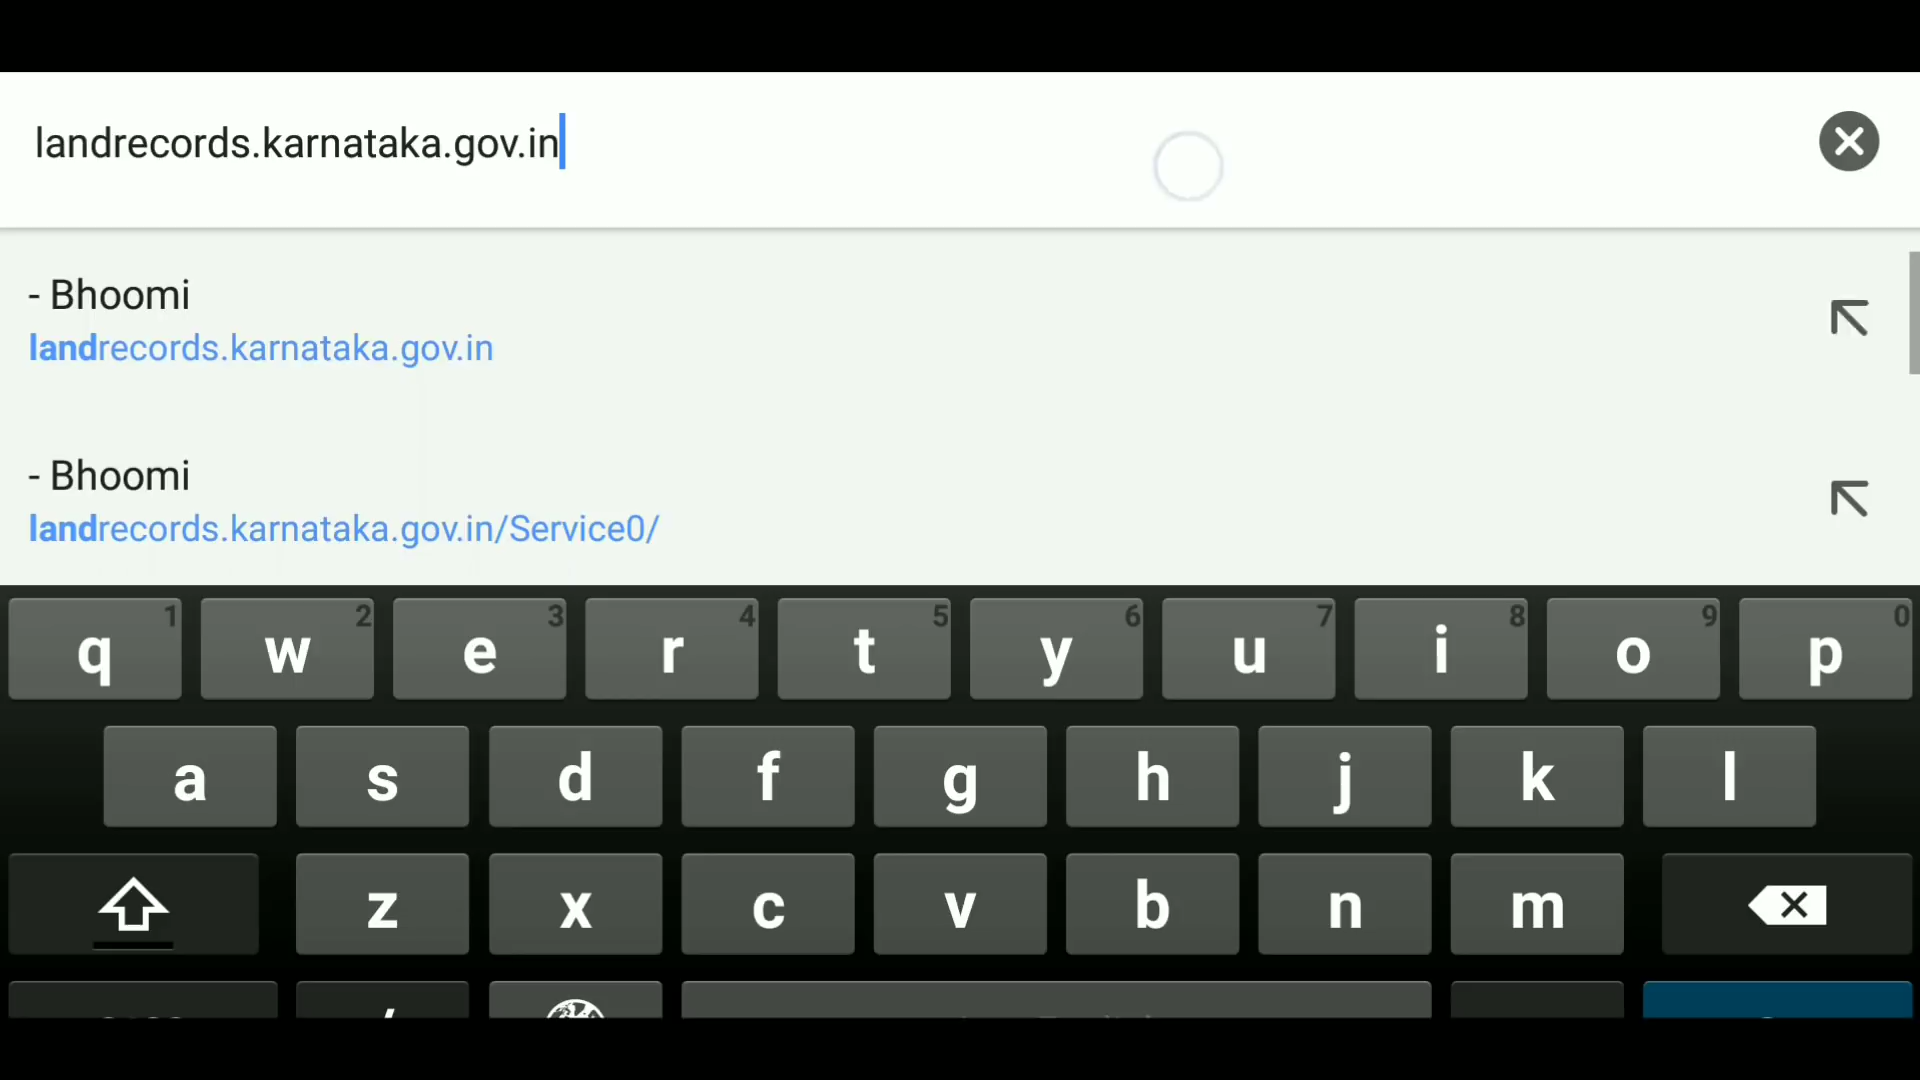 landrecords.karnataka.gov.in
- Bhoomi
landrecords.karnataka.gov.in
- Bhoomi
landrecords.karnataka.gov.in/Service0/
1 2 3 4 5 6 7 8 9 0
q w e r t y u i o p
a s d f g h j k l
z x c v b n m